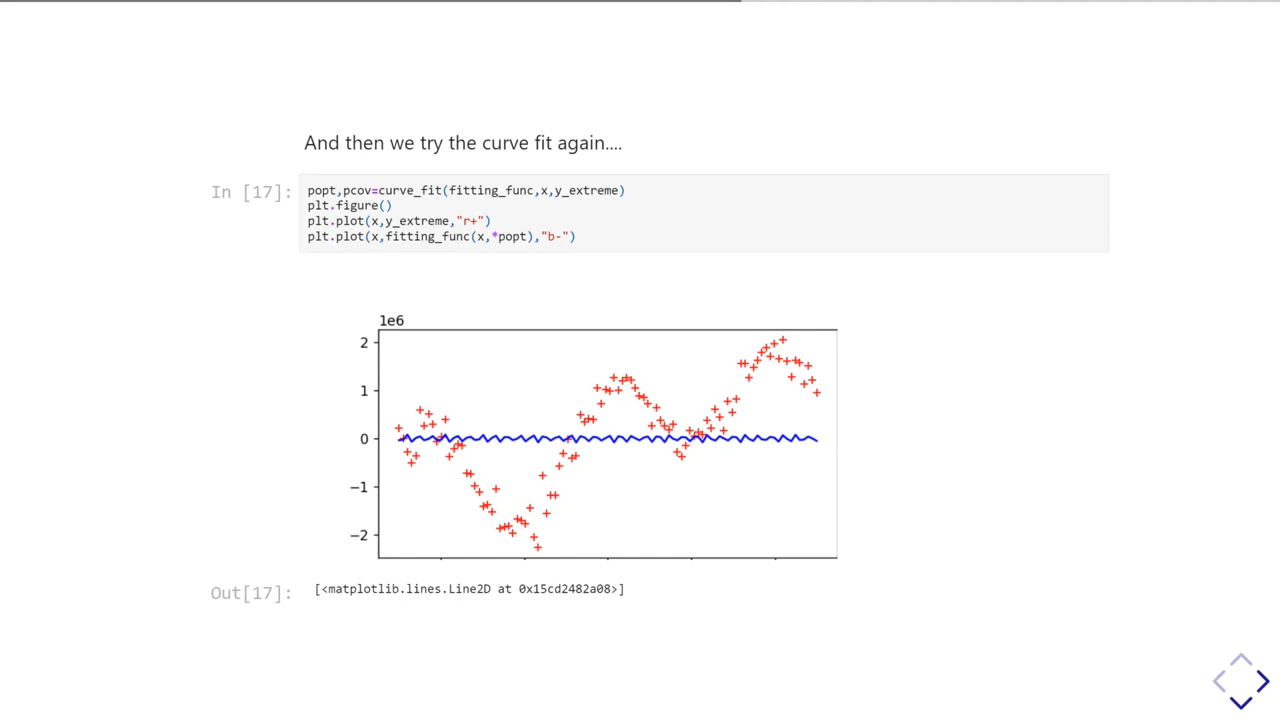 And then we try the curve fit again....
In [17]:
popt,pcov=curve_fit(fitting_func,x,y_extreme)
plt.figure()
plt.plot(x,y_extreme,"r+")
plt.plot(x,fitting_func(x,*popt),"b-")
1e6
2
1
0
−1
−2
Out[17]:
[<matplotlib.lines.Line2D at 0x15cd2482a08>]